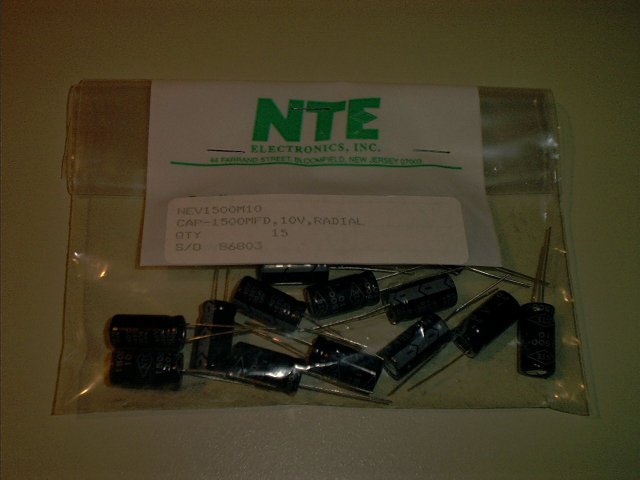 NTE
ELECTRONICS, INC.
44 FARRAND STREET, BLOOMFIELD, NEW JERSEY 07003
NEV1500M10
CAP-1500MFD,10V,RADIAL
QTY 15
S/O 86803